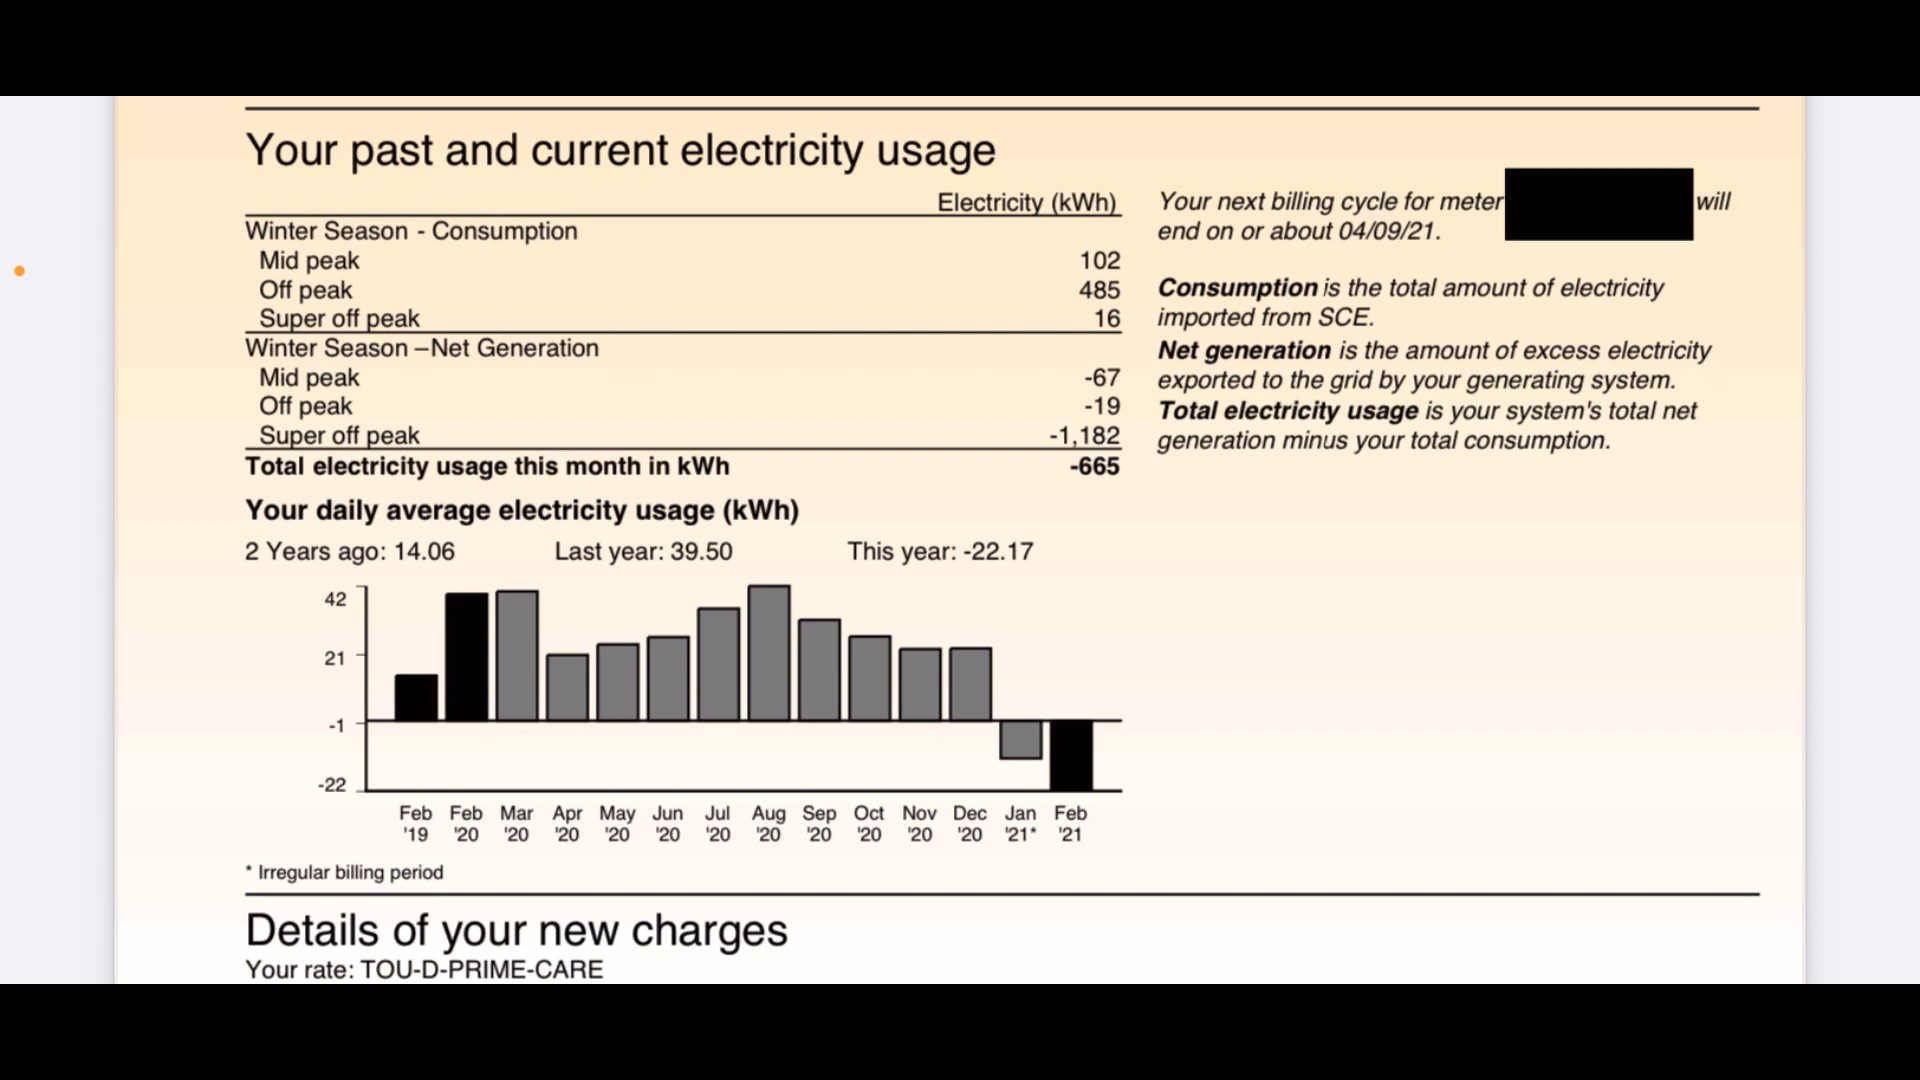 Your past and current electricity usage
Electricity (kWh)
Winter Season - Consumption
Mid peak 102
Off peak 485
Super off peak 16
Winter Season –Net Generation
Mid peak -67
Off peak -19
Super off peak -1,182
Total electricity usage this month in kWh -665
Your next billing cycle for meter will
end on or about 04/09/21.
Consumption is the total amount of electricity
imported from SCE.
Net generation is the amount of excess electricity
exported to the grid by your generating system.
Total electricity usage is your system's total net
generation minus your total consumption.
Your daily average electricity usage (kWh)
2 Years ago: 14.06 Last year: 39.50 This year: -22.17
42
21
-1
-22
Feb Feb Mar Apr May Jun Jul Aug Sep Oct Nov Dec Jan Feb
'19 '20 '20 '20 '20 '20 '20 '20 '20 '20 '20 '20 '21* '21
* Irregular billing period
Details of your new charges
Your rate: TOU-D-PRIME-CARE